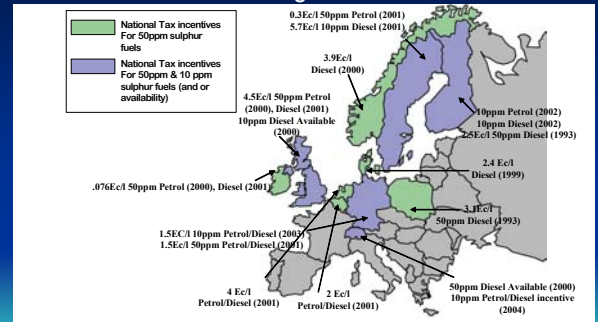 National Tax incentives
For 50ppm sulphur
fuels
National Tax incentives
For 50ppm & 10 ppm
sulphur fuels (and or
availability)
0.3Ec/l 50ppm Petrol (2001)
5.7Ec/l 10ppm Diesel (2001)
3.9Ec/l
Diesel (2000)
4.5Ec/l 50ppm Petrol
(2000), Diesel (2001)
10ppm Diesel Available
(2000)
10ppm Petrol (2002)
10ppm Diesel (2002)
2.5Ec/l 50ppm Diesel (1993)
2.4 Ec/l
Diesel (1999)
.076Ec/l 50ppm Petrol (2000), Diesel (2001)
3.1Ec/l
50ppm Diesel (1993)
1.5EC/l 10ppm Petrol/Diesel (2003)
1.5Ec/l 50ppm Petrol/Diesel (2001)
4 Ec/l
Petrol/Diesel (2001)
2 Ec/l
Petrol/Diesel (2001)
50ppm Diesel Available (2000)
10ppm Petrol/Diesel incentive
(2004)